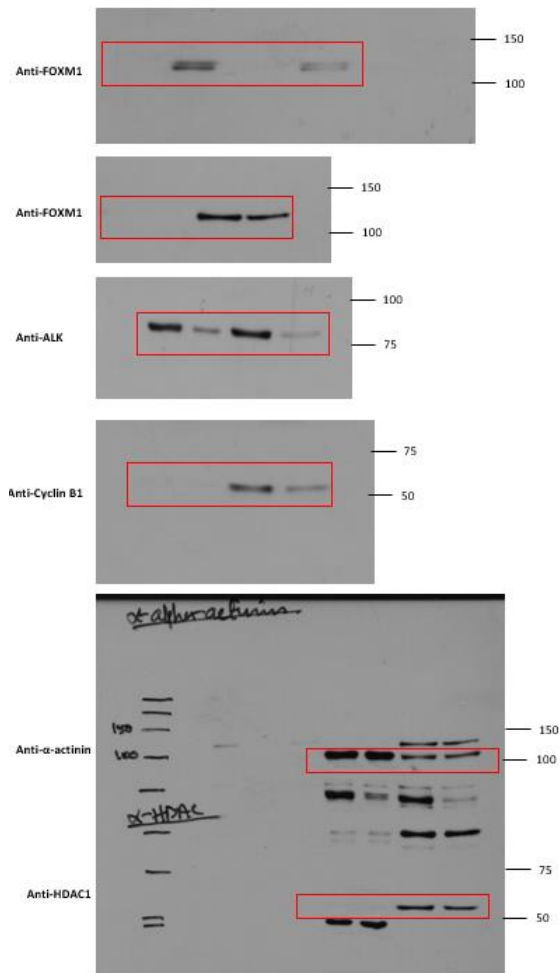 150
Anti-FOXM1
100
150
Anti-FOXM1
100
100
Anti-ALK
75
75
Anti-Cyclin B1
50
α-alpha actinin
150
150
Anti-α-actinin
100
100
α-HDAC
75
Anti-HDAC1
50